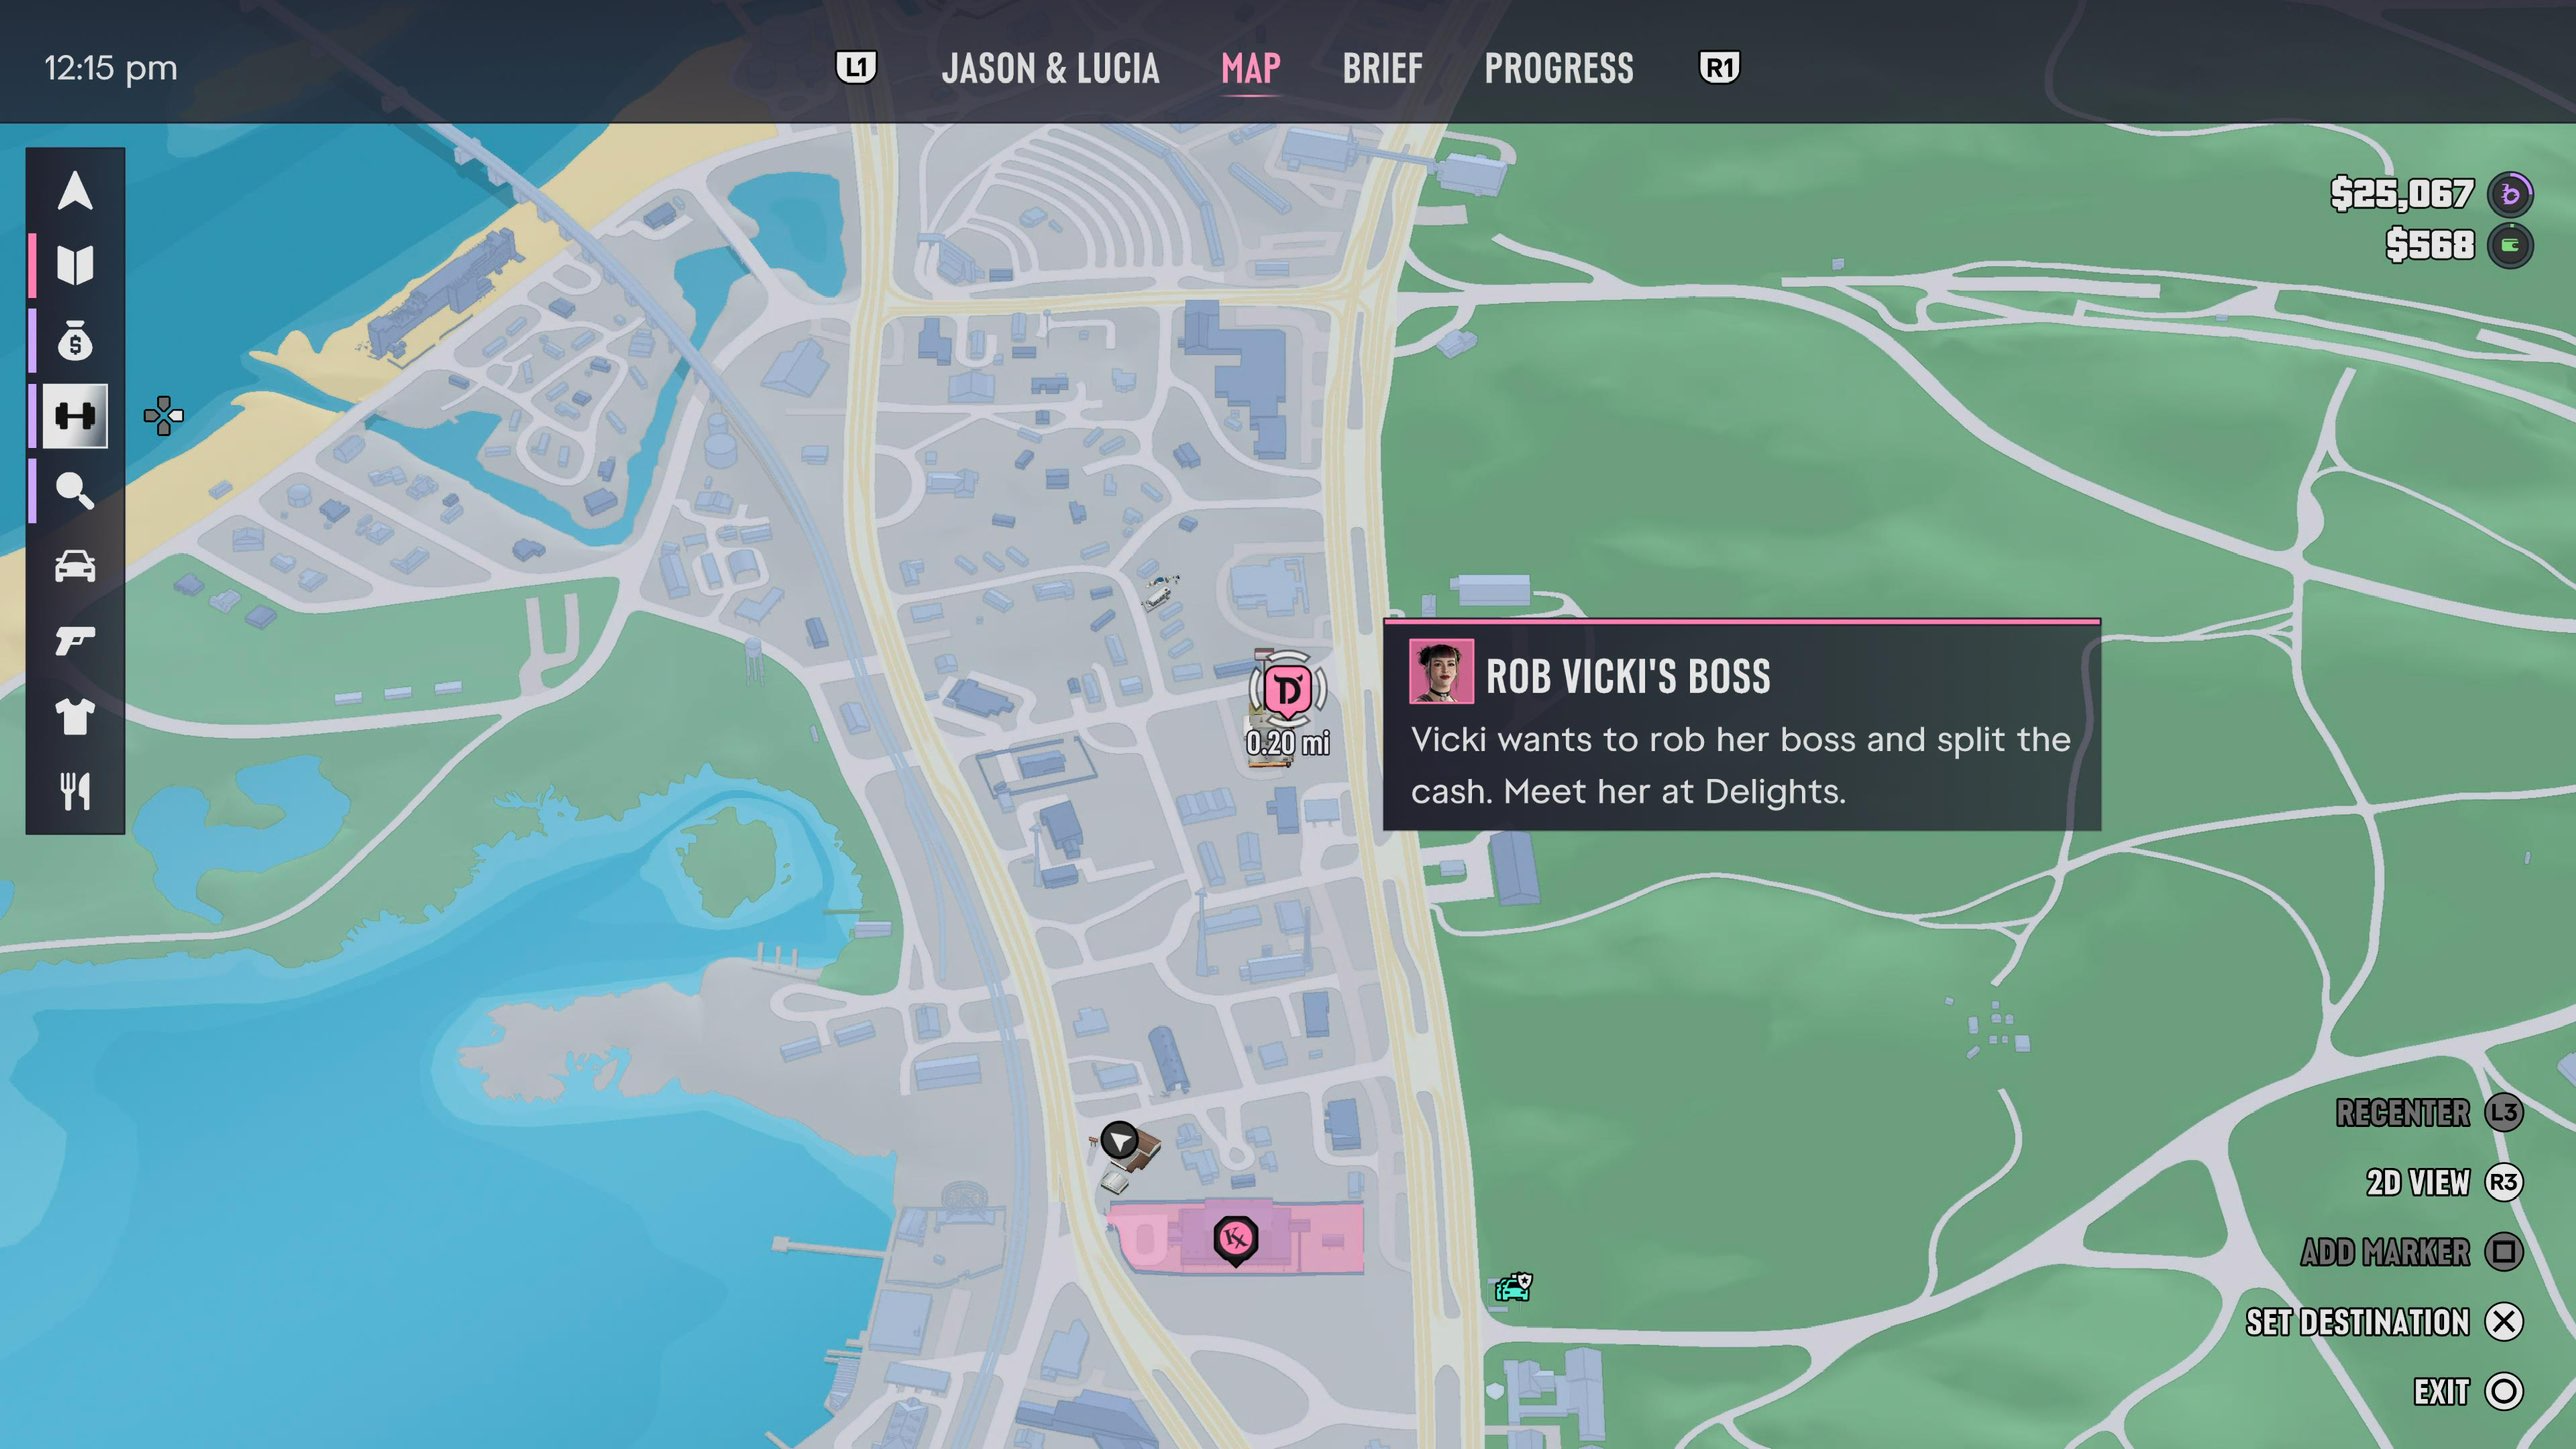 12:15 pm
L1 JASON & LUCIA MAP BRIEF PROGRESS R1
$25,067
$568
D
0.20 mi
ROB VICKI'S BOSS
Vicki wants to rob her boss and split the
cash. Meet her at Delights.
RECENTER L3
2D VIEW R3
ADD MARKER
SET DESTINATION
EXIT